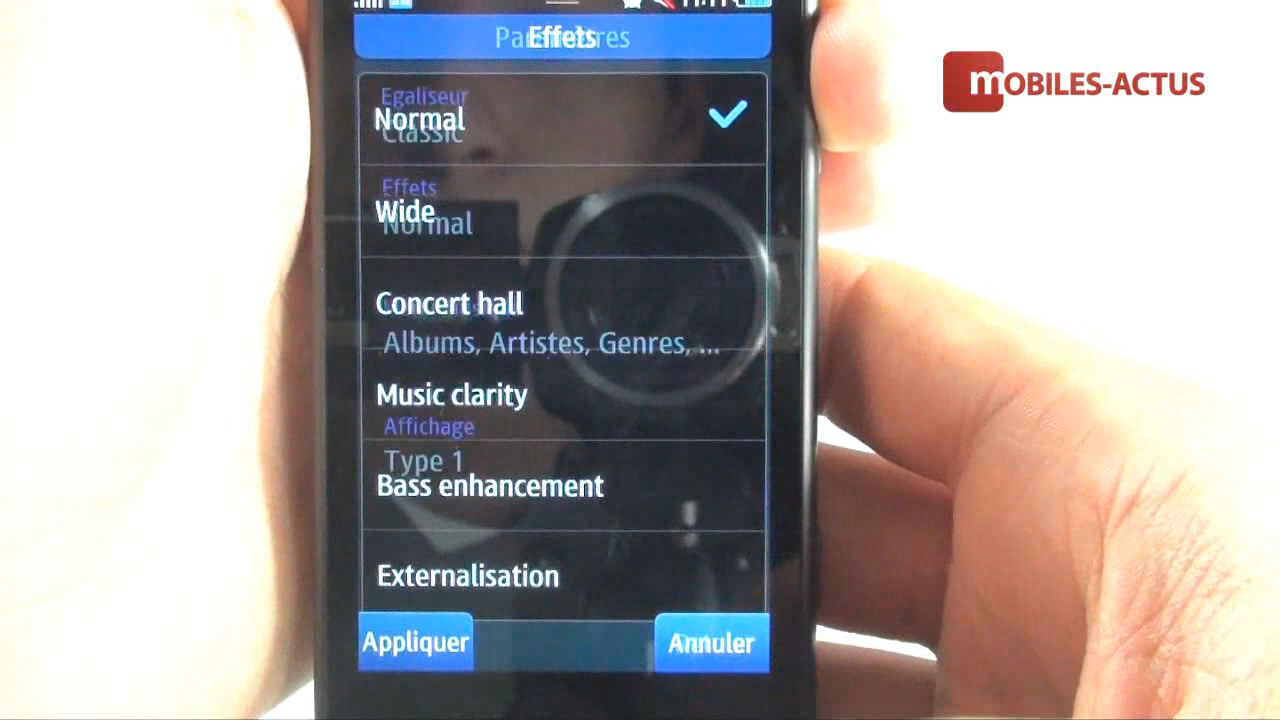 Paramètres
Effets
MOBILES-ACTUS
Egaliseur
Normal
Classic
Effets
Wide
Normal
Concert hall
Albums, Artistes, Genres, ...
Music clarity
Affichage
Type 1
Bass enhancement
Externalisation
Appliquer
Annuler